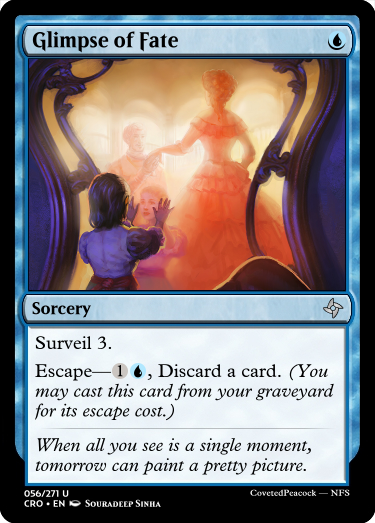 Glimpse of Fate
Sorcery
Surveil 3.
Escape—1, Discard a card. (You
may cast this card from your graveyard
for its escape cost.)
When all you see is a single moment,
tomorrow can paint a pretty picture.
056/271 U
CRO • EN Souradeep Sinha
CovetedPeacock — NFS